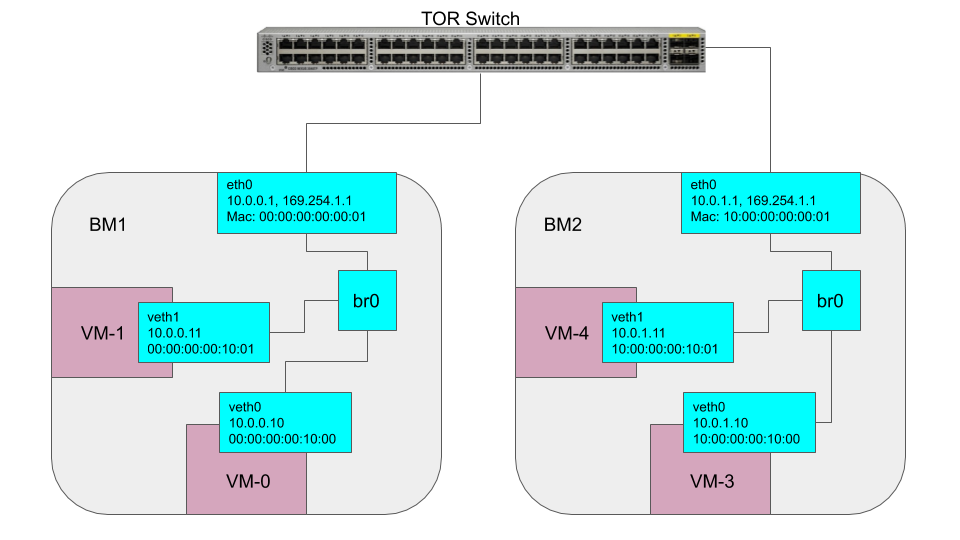 TOR Switch
eth0
10.0.0.1, 169.254.1.1
Mac: 00:00:00:00:00:01
BM1
br0
veth1
10.0.0.11
00:00:00:00:10:01
VM-1
veth0
10.0.0.10
00:00:00:00:10:00
VM-0
eth0
10.0.1.1, 169.254.1.1
Mac: 10:00:00:00:00:01
BM2
br0
veth1
10.0.1.11
10:00:00:00:10:01
VM-4
veth0
10.0.1.10
10:00:00:00:10:00
VM-3